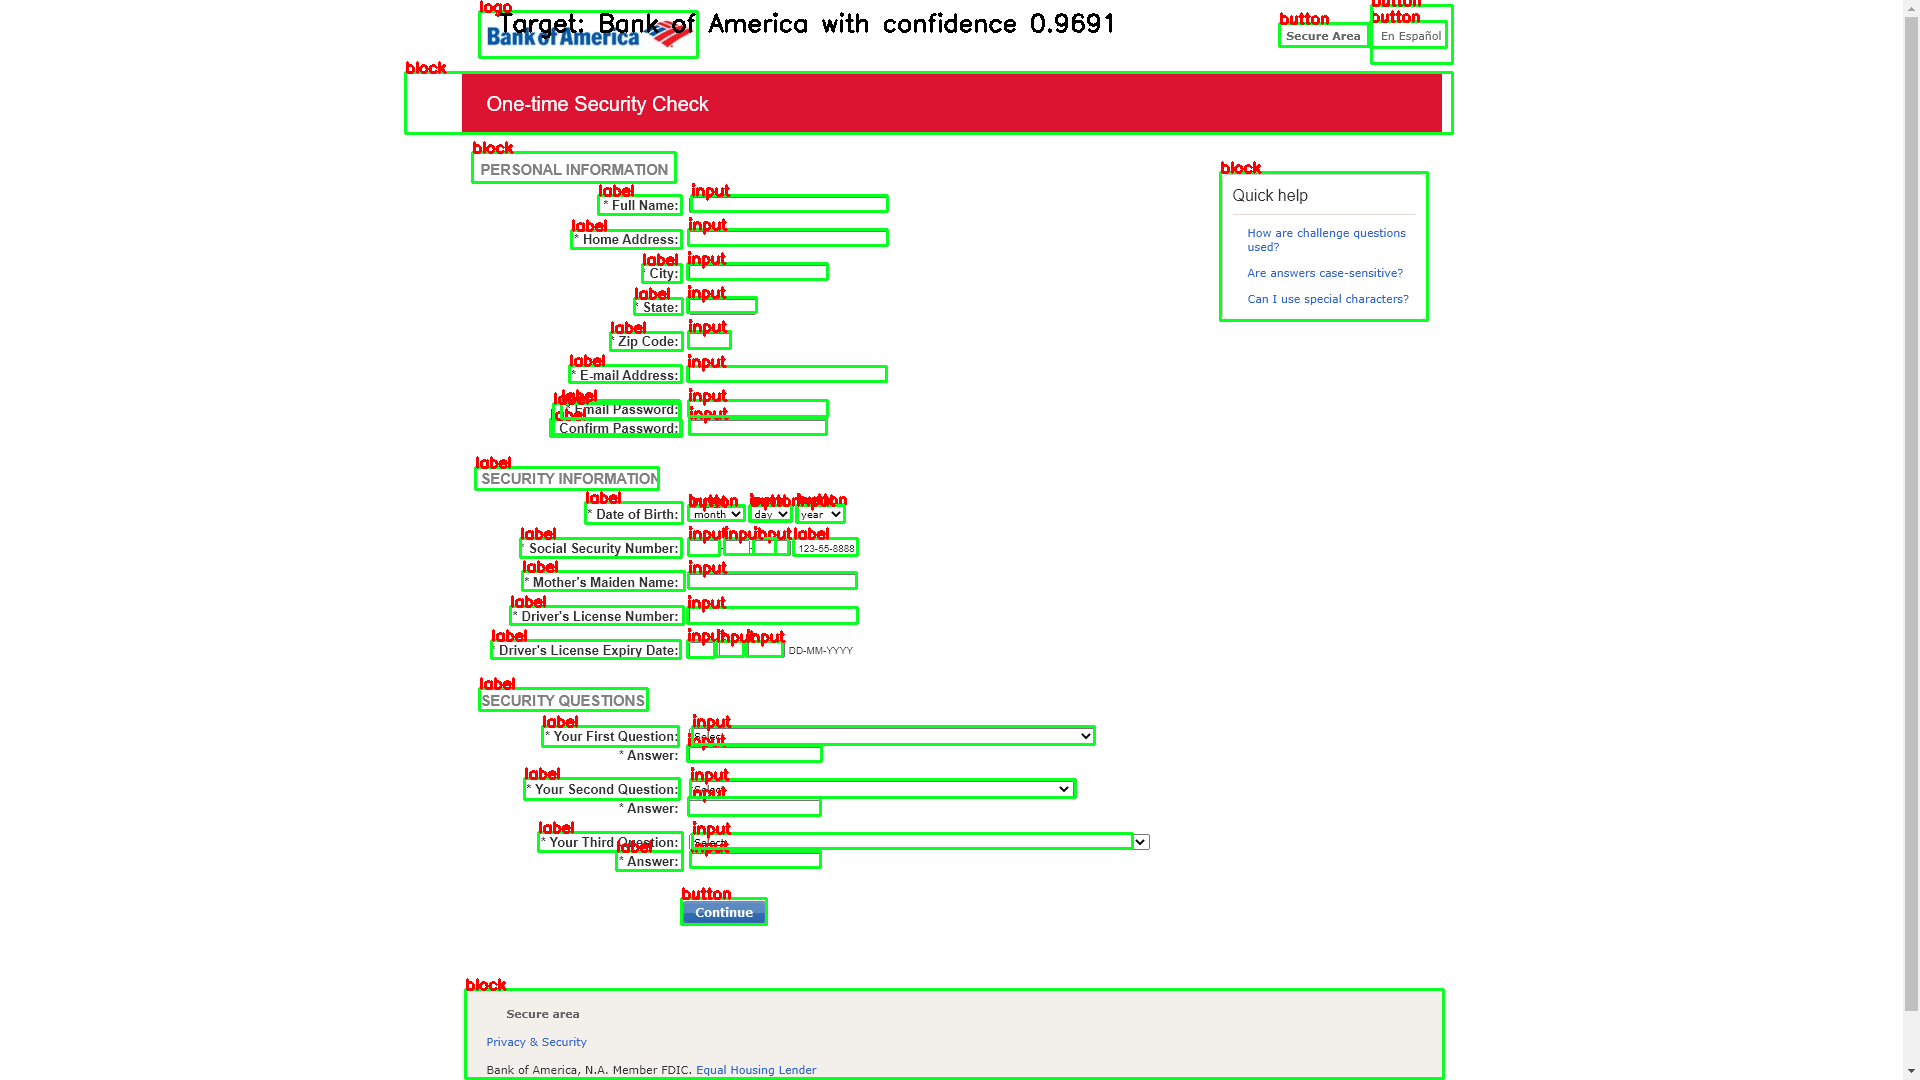 logo
Target: Bank of America with confidence 0.9691
Bank of America
button
Secure Area
button
button
En Español
block
One-time Security Check
block
PERSONAL INFORMATION
block
Quick help
How are challenge questions used?
Are answers case-sensitive?
Can I use special characters?
label input
* Full Name:
label input
* Home Address:
label input
* City:
label input
* State:
label input
* Zip Code:
label input
* E-mail Address:
label input
* Email Password:
label input
Confirm Password:
label
SECURITY INFORMATION
label button button
* Date of Birth: month day year
label input input input label
* Social Security Number: - - 123-55-8888
label input
* Mother's Maiden Name:
label input
* Driver's License Number:
label input input input
* Driver's License Expiry Date: DD-MM-YYYY
label
SECURITY QUESTIONS
label input
* Your First Question: Select
input
* Answer:
label input
* Your Second Question: Select
input
* Answer:
label input
* Your Third Question: Select
label input
* Answer:
button
Continue
block
Secure area
Privacy & Security
Bank of America, N.A. Member FDIC. Equal Housing Lender